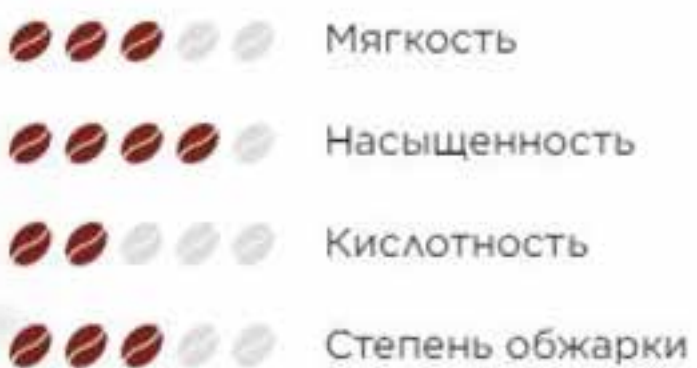 Мягкость
Насыщенность
Кислотность
Степень обжарки